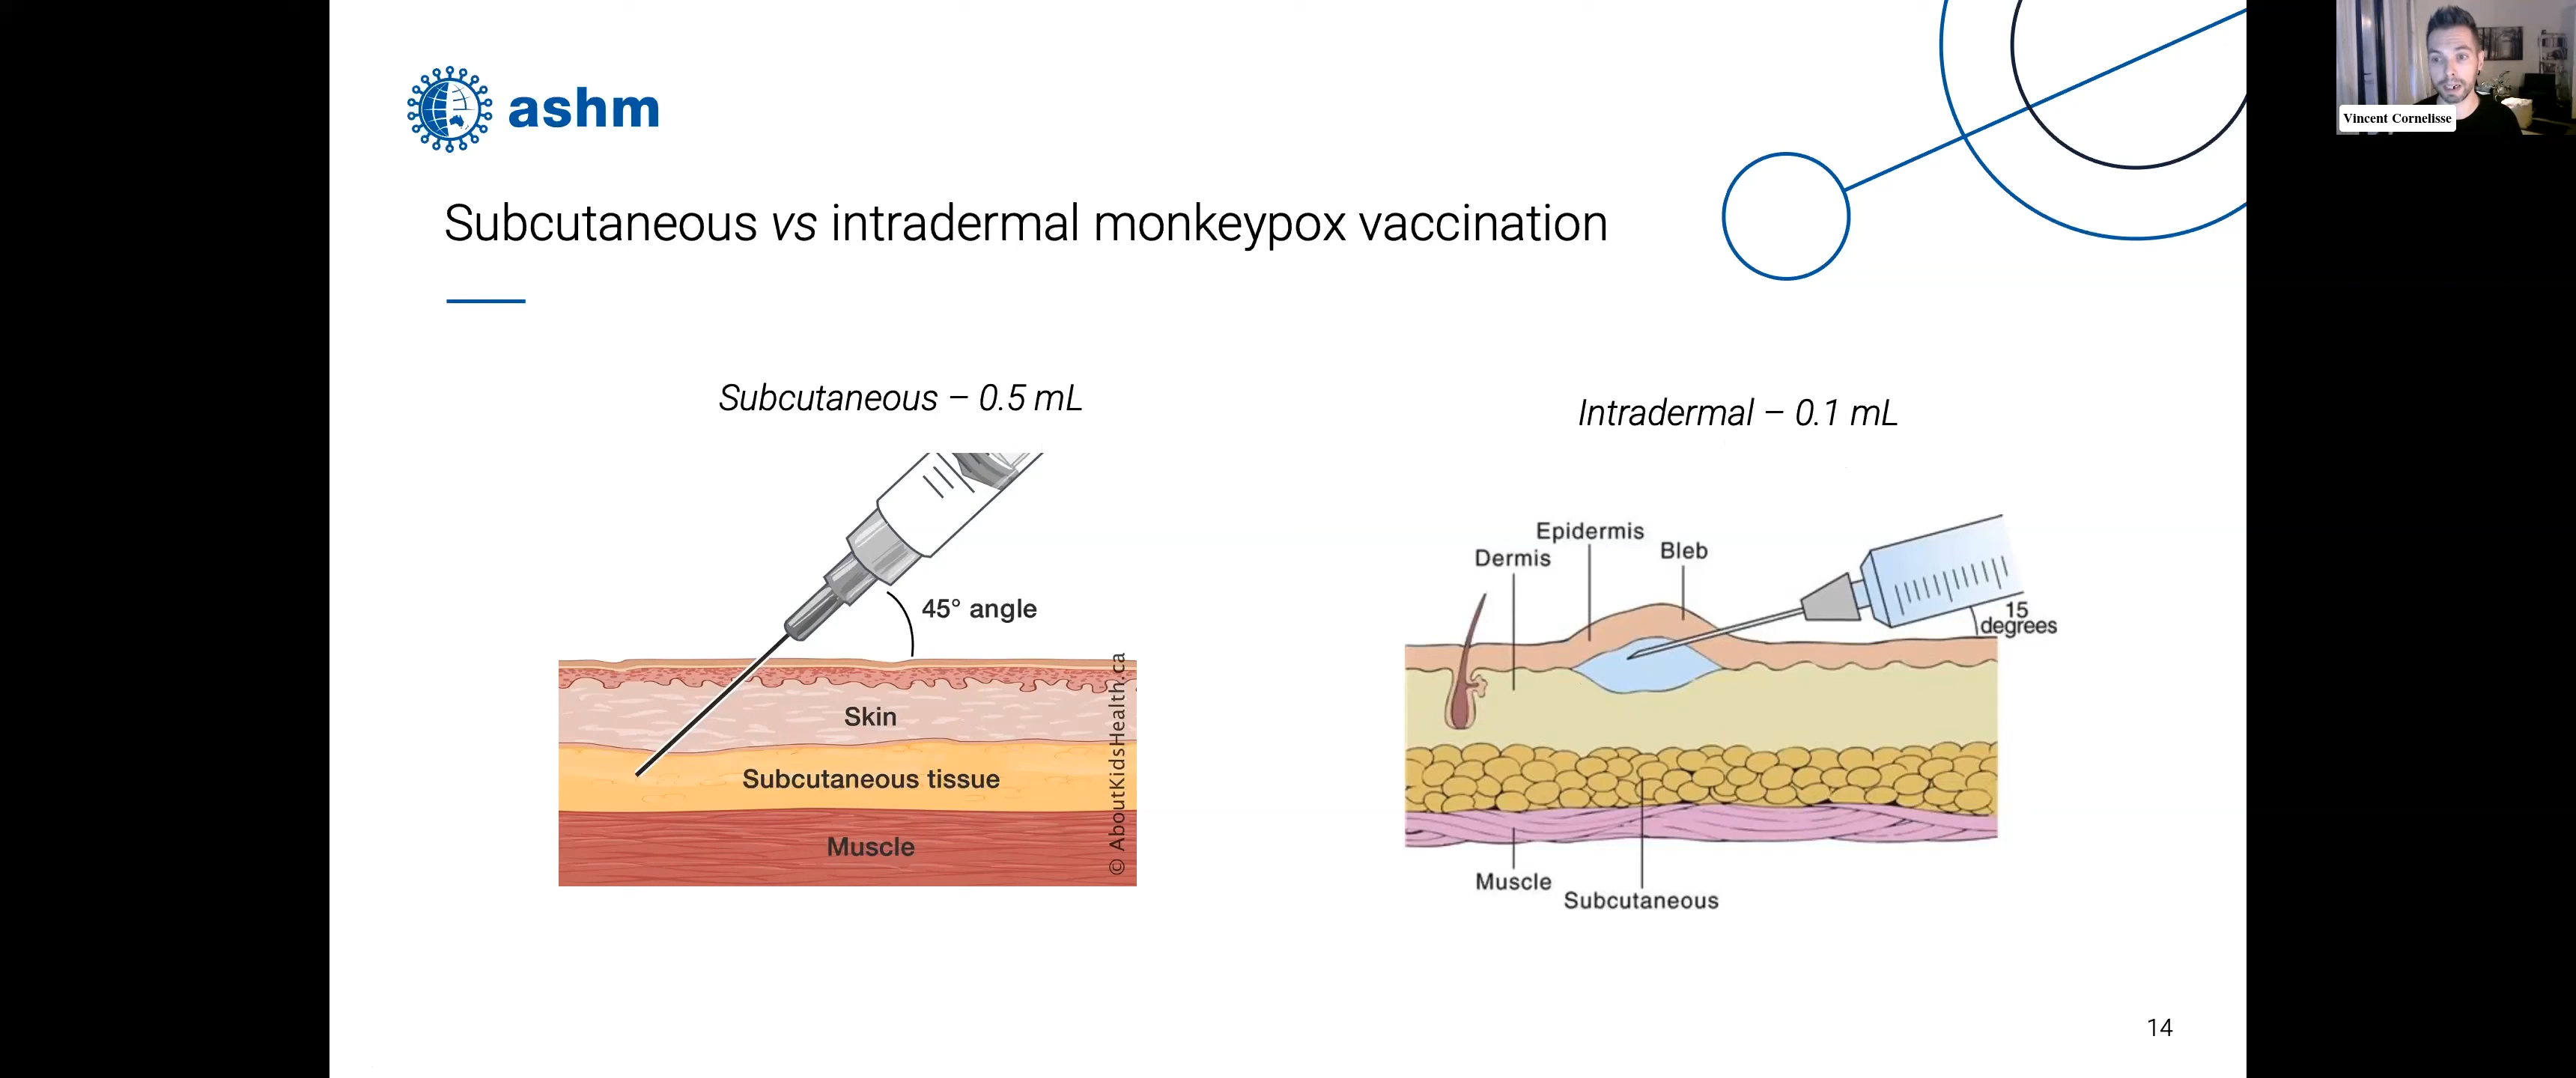 ashm
Vincent Cornelisse
Subcutaneous vs intradermal monkeypox vaccination
Subcutaneous – 0.5 mL
45° angle
Skin
Subcutaneous tissue
Muscle
© AboutKidsHealth.ca
Intradermal – 0.1 mL
Epidermis
Dermis
Bleb
15
degrees
Muscle
Subcutaneous
14